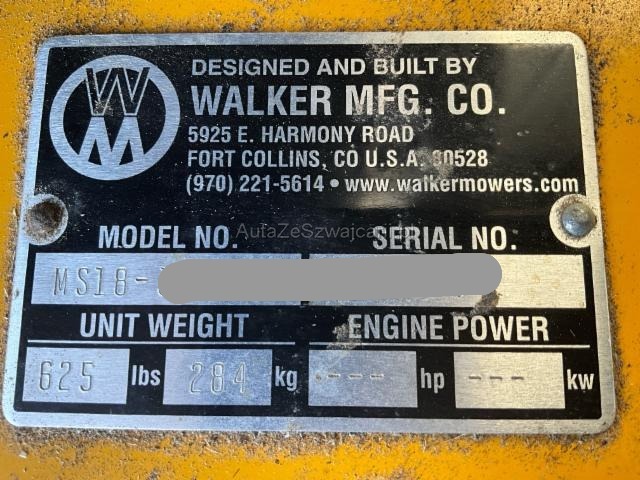 W
M
DESIGNED AND BUILT BY
WALKER MFG. CO.
5925 E. HARMONY ROAD
FORT COLLINS, CO U.S.A. 80528
(970) 221-5614 • www.walkermowers.com
MODEL NO. SERIAL NO.
MS18-
UNIT WEIGHT ENGINE POWER
625 lbs 284 kg .--- hp --- kw